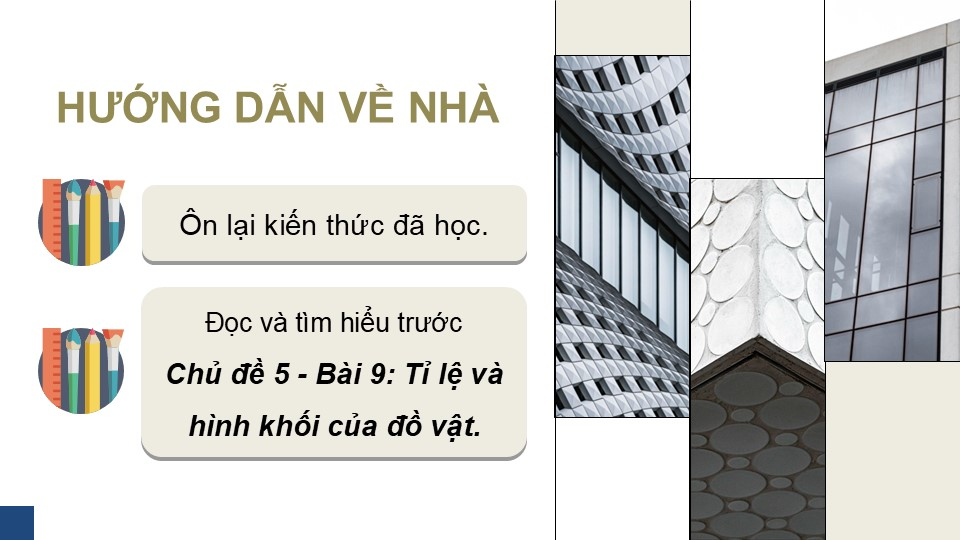 HƯỚNG DẪN VỀ NHÀ
Ôn lại kiến thức đã học.
Đọc và tìm hiểu trước
Chủ đề 5 - Bài 9: Tỉ lệ và
hình khối của đồ vật.